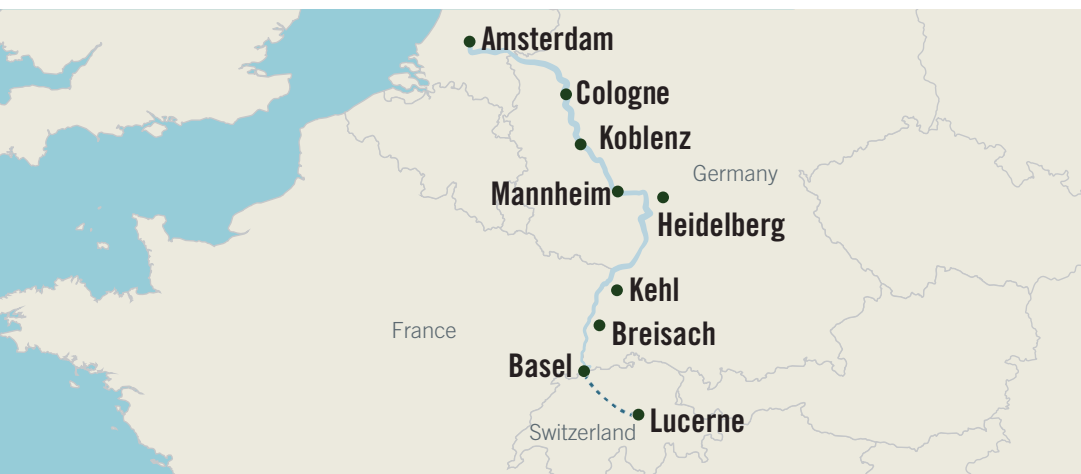 Amsterdam
Cologne
Koblenz
Germany
Mannheim
Heidelberg
Kehl
France
Breisach
Basel
Lucerne
Switzerland